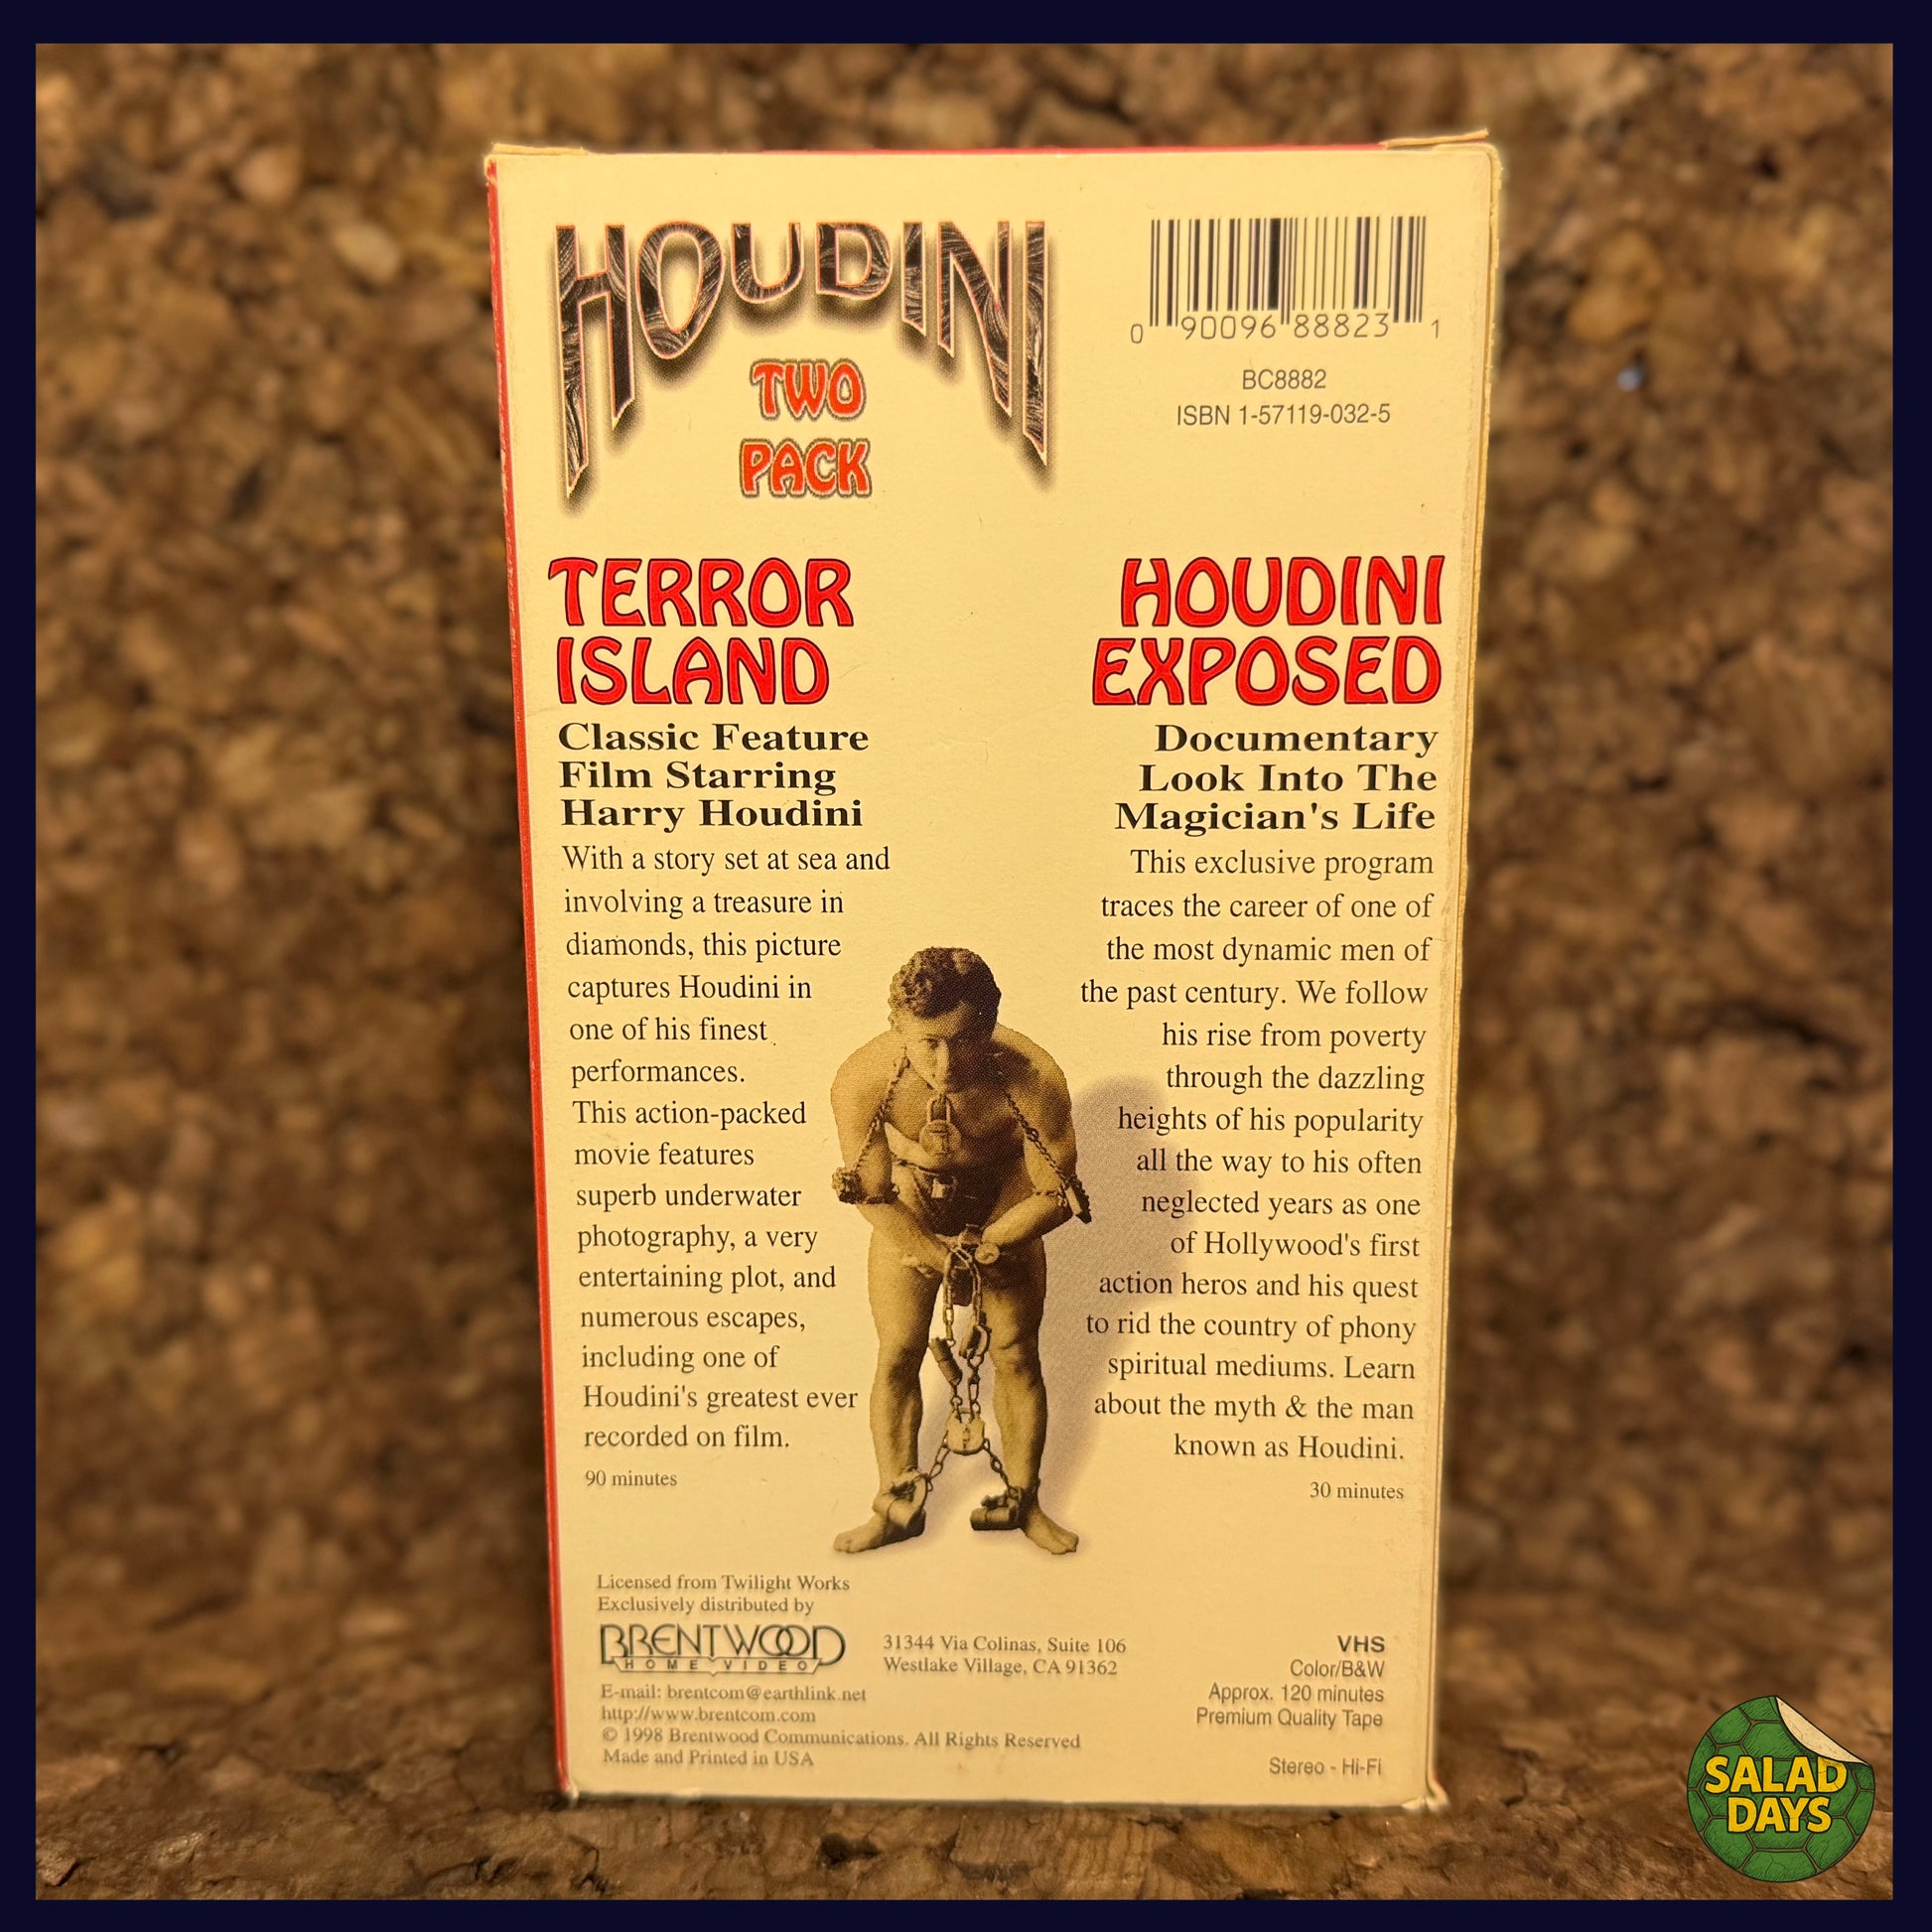 HOUDINI
TWO
PACK
0 90096 88823 1
BC8882
ISBN 1-57119-032-5
TERROR
ISLAND
Classic Feature
Film Starring
Harry Houdini
With a story set at sea and
involving a treasure in
diamonds, this picture
captures Houdini in
one of his finest
performances.
This action-packed
movie features
superb underwater
photography, a very
entertaining plot, and
numerous escapes,
including one of
Houdini's greatest ever
recorded on film.
90 minutes
HOUDINI
EXPOSED
Documentary
Look Into The
Magician's Life
This exclusive program
traces the career of one of
the most dynamic men of
the past century. We follow
his rise from poverty
through the dazzling
heights of his popularity
all the way to his often
neglected years as one
of Hollywood's first
action heros and his quest
to rid the country of phony
spiritual mediums. Learn
about the myth & the man
known as Houdini.
30 minutes
Licensed from Twilight Works
Exclusively distributed by
BRENTWOOD
HOME VIDEO
31344 Via Colinas, Suite 106
Westlake Village, CA 91362
E-mail: brentcom@earthlink.net
http://www.brentcom.com
© 1998 Brentwood Communications. All Rights Reserved
Made and Printed in USA
VHS
Color/B&W
Approx. 120 minutes
Premium Quality Tape
Stereo - Hi-Fi
SALAD
DAYS